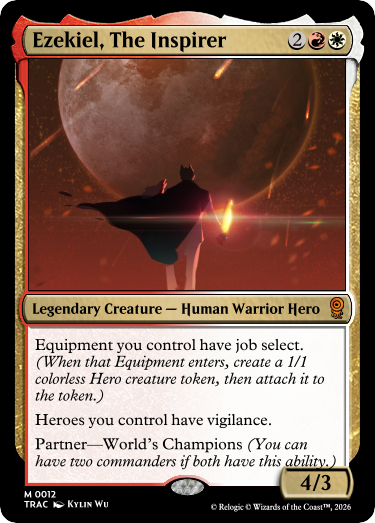 Ezekiel, The Inspirer 2
Legendary Creature — Human Warrior Hero
Equipment you control have job select.
(When that Equipment enters, create a 1/1
colorless Hero creature token, then attach it to
the token.)
Heroes you control have vigilance.
Partner—World's Champions (You can
have two commanders if both have this ability.)
4/3
M 0012
TRAC Kylin Wu
© Relogic © Wizards of the Coast™, 2026